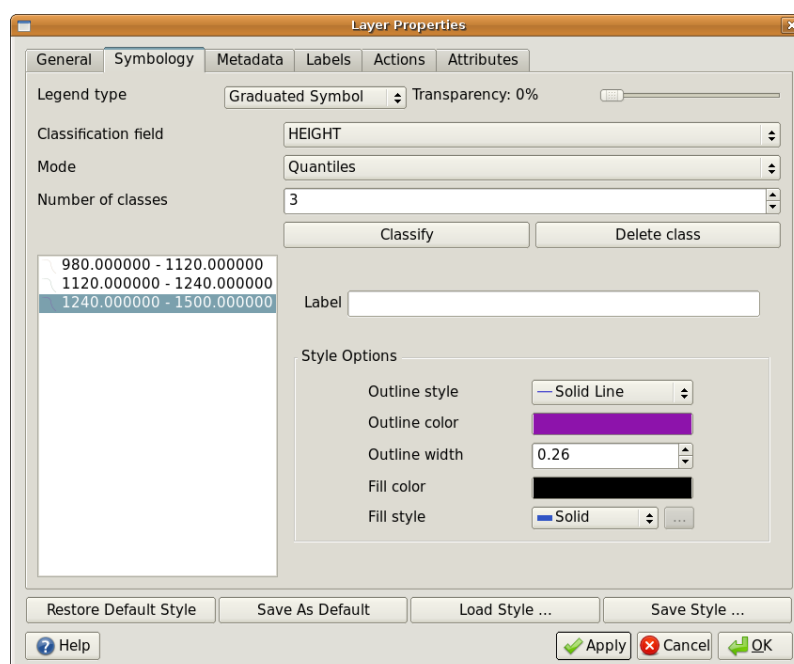 Layer Properties
General Symbology Metadata Labels Actions Attributes
Legend type Graduated Symbol Transparency: 0%
Classification field HEIGHT
Mode Quantiles
Number of classes 3
Classify Delete class
980.000000 - 1120.000000
1120.000000 - 1240.000000
1240.000000 - 1500.000000
Label
Style Options
Outline style Solid Line
Outline color
Outline width 0.26
Fill color
Fill style Solid ...
Restore Default Style Save As Default Load Style ... Save Style ...
Help Apply Cancel OK